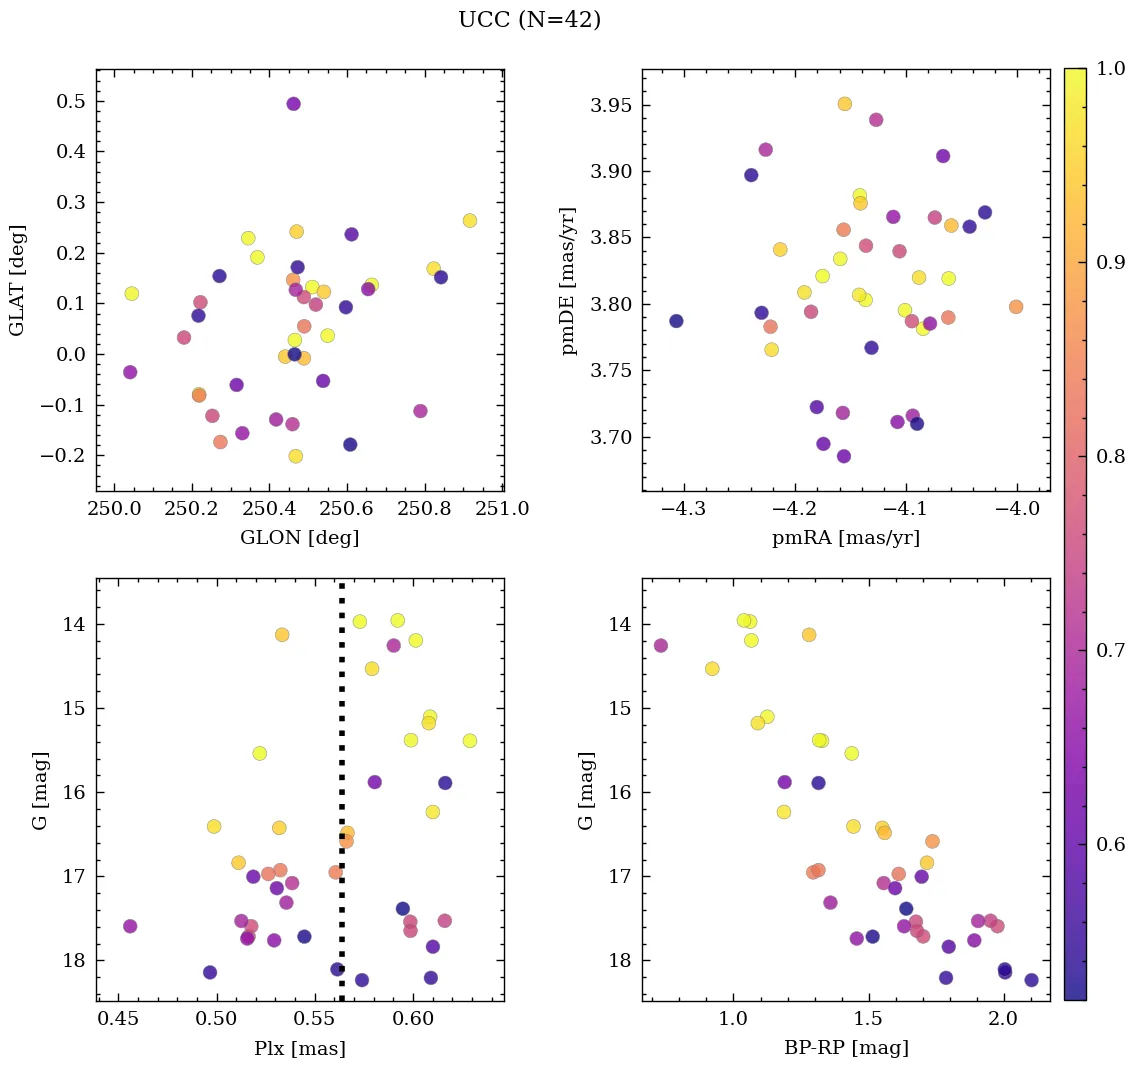 UCC (N=42)
0.5
0.4
0.3
0.2
0.1
0.0
−0.1
−0.2
GLAT [deg]
250.0 250.2 250.4 250.6 250.8 251.0
GLON [deg]
3.95
3.90
3.85
3.80
3.75
3.70
pmDE [mas/yr]
−4.3 −4.2 −4.1 −4.0
pmRA [mas/yr]
14
15
16
17
18
G [mag]
0.45 0.50 0.55 0.60
Plx [mas]
14
15
16
17
18
G [mag]
1.0 1.5 2.0
BP-RP [mag]
1.0
0.9
0.8
0.7
0.6